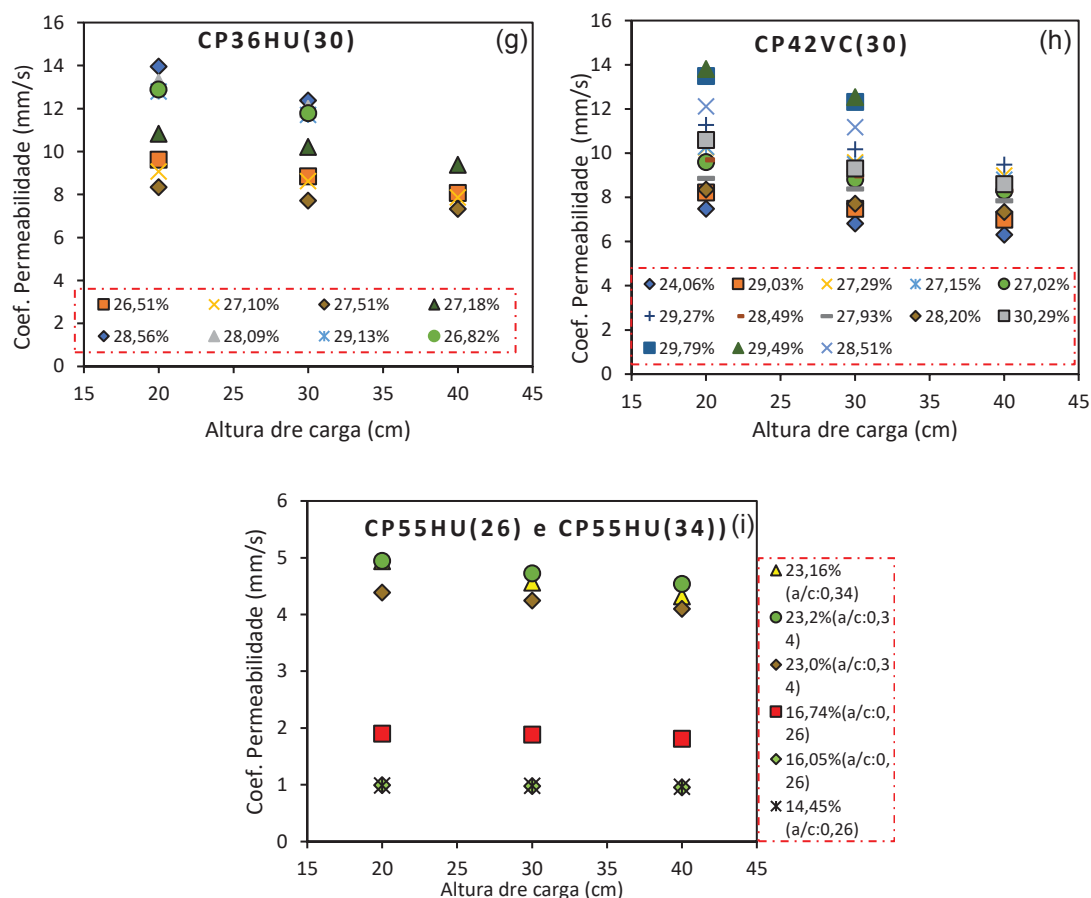 CP36HU(30)
(g)
Coef. Permeabilidade (mm/s)
16
14
12
10
8
6
4
2
0
26,51% 27,10% 27,51% 27,18%
28,56% 28,09% 29,13% 26,82%
15 20 25 30 35 40 45
Altura dre carga (cm)
CP42VC(30)
(h)
Coef. Permeabilidade (mm/s)
16
14
12
10
8
6
4
2
0
24,06% 29,03% 27,29% 27,15% 27,02%
29,27% 28,49% 27,93% 28,20% 30,29%
29,79% 29,49% 28,51%
15 20 25 30 35 40 45
Altura dre carga (cm)
CP55HU(26) e CP55HU(34))
(i)
Coef. Permeabilidade (mm/s)
6
5
4
3
2
1
0
15 20 25 30 35 40 45
Altura dre carga (cm)
23,16%
(a/c:0,34)
23,2%(a/c:0,3
4)
23,0%(a/c:0,3
4)
16,74%(a/c:0,
26)
16,05%(a/c:0,
26)
14,45%
(a/c:0,26)